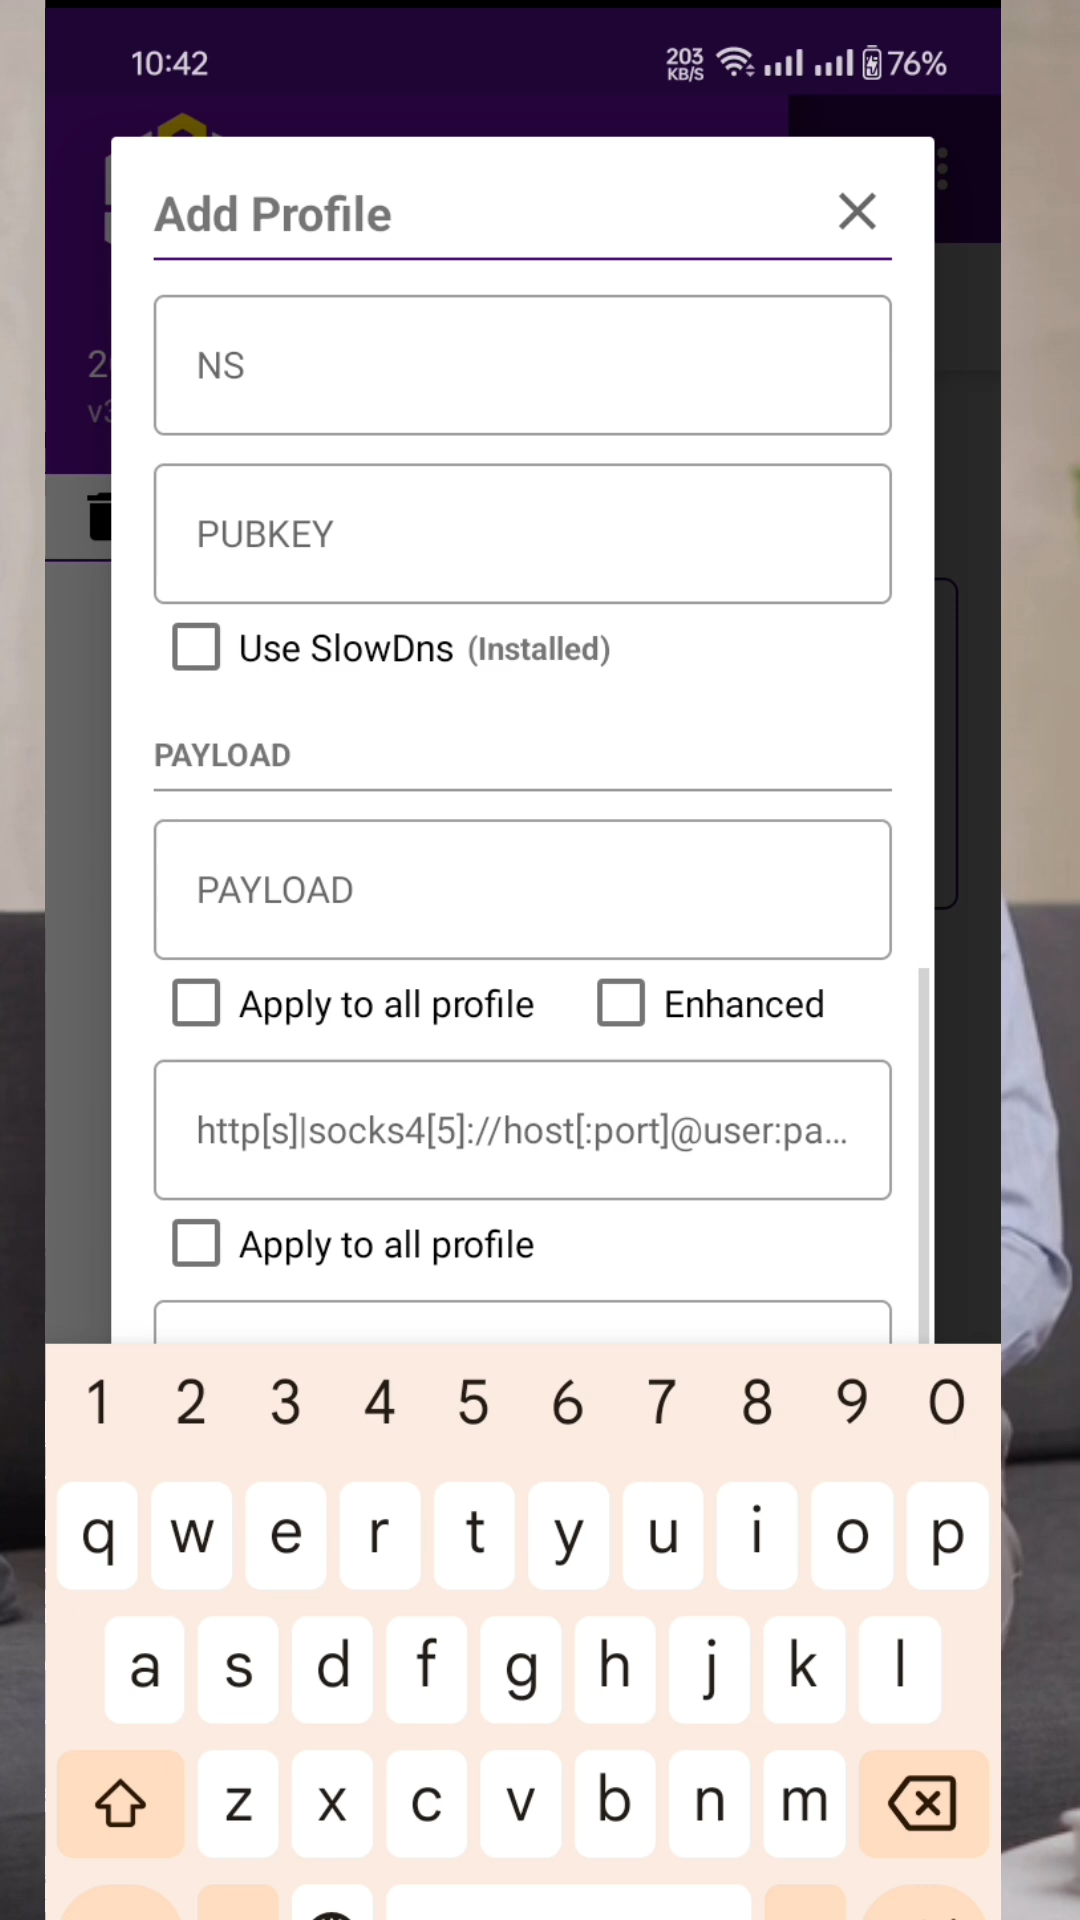 10:42
203
KB/S
76%
Add Profile
NS
2
v3
PUBKEY
Use SlowDns (Installed)
PAYLOAD
PAYLOAD
Apply to all profile
Enhanced
http[s]|socks4[5]://host[:port]@user:pa...
Apply to all profile
1 2 3 4 5 6 7 8 9 0
q w e r t y u i o p
a s d f g h j k l
z x c v b n m